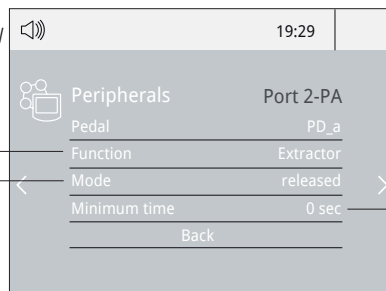 19:29
Peripherals Port 2-PA
Pedal PD_a
Function Extractor
Mode released
Minimum time 0 sec
Back